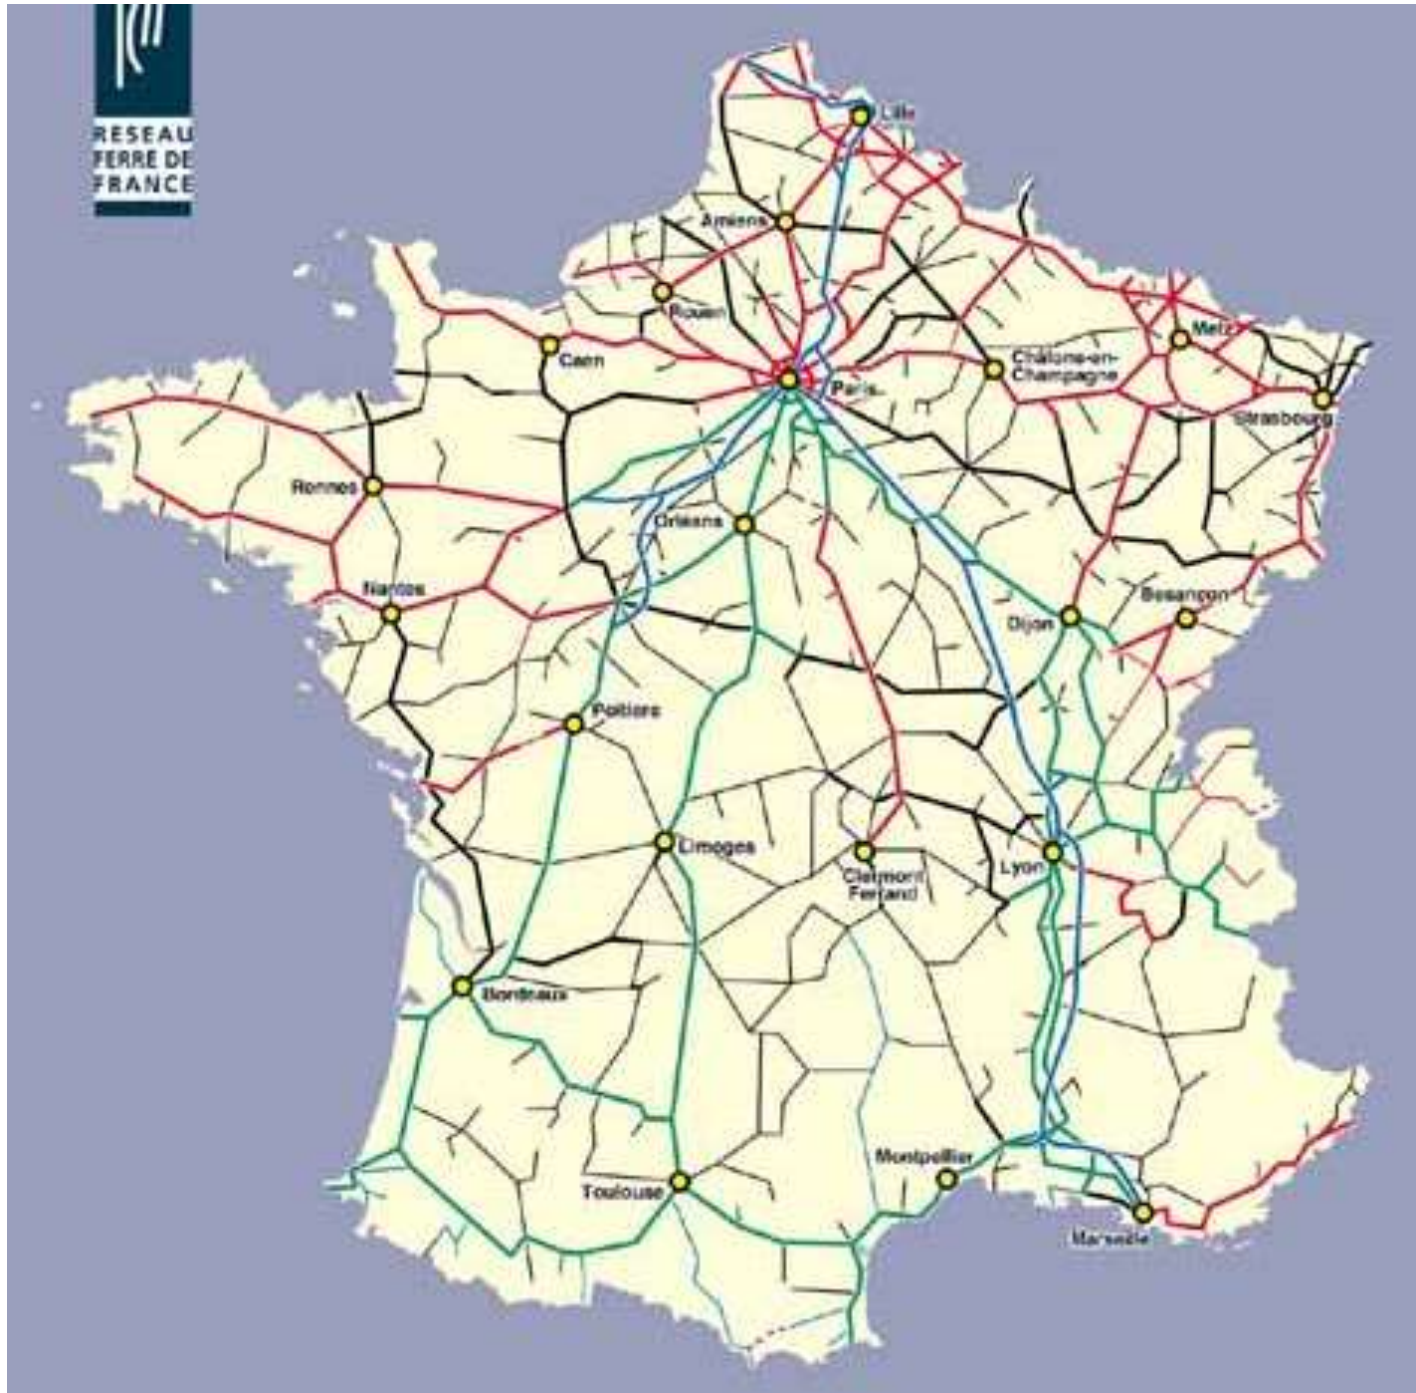 RESEAU
FERRE DE
FRANCE
Lille
Amiens
Rouen
Metz
Caen
Châlons-en-
Champagne
Paris
Strasbourg
Rennes
Orléans
Nantes
Besançon
Dijon
Poitiers
Limoges
Clermont
Ferrand
Lyon
Bordeaux
Montpellier
Toulouse
Marseille